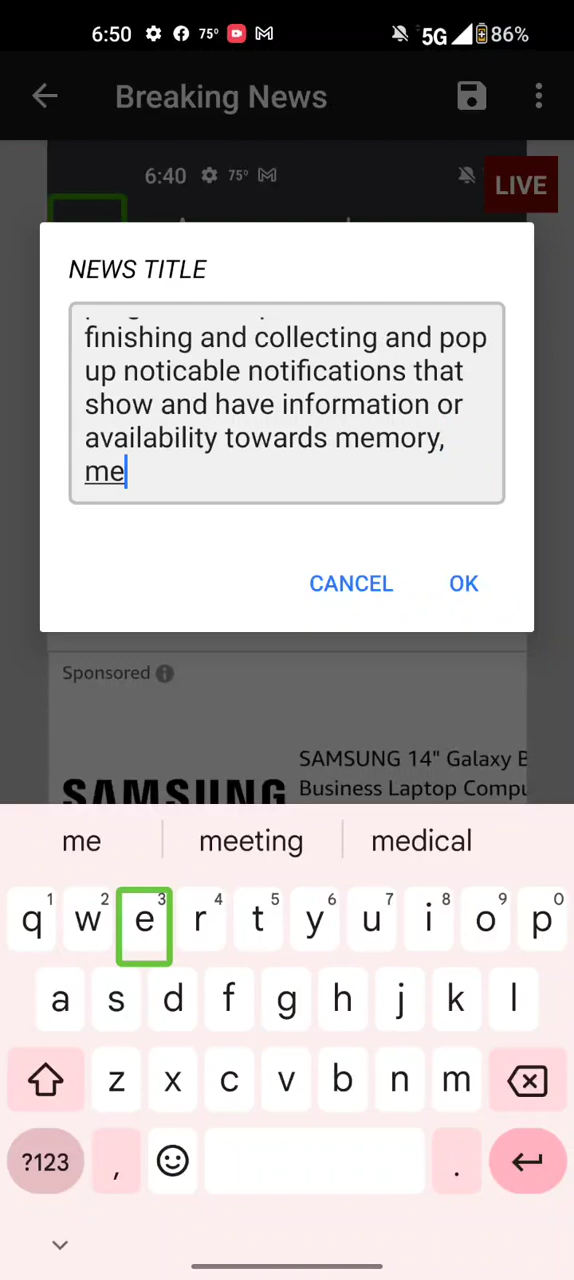 6:50 75° 5G 86%
Breaking News
6:40 75°
LIVE
NEWS TITLE
finishing and collecting and pop
up noticable notifications that
show and have information or
availability towards memory,
me
CANCEL OK
Sponsored
SAMSUNG 14" Galaxy B
Business Laptop Compu
SAMSUNG
me meeting medical
1 2 3 4 5 6 7 8 9 0
q w e r t y u i o p
a s d f g h j k l
z x c v b n m
?123 , .